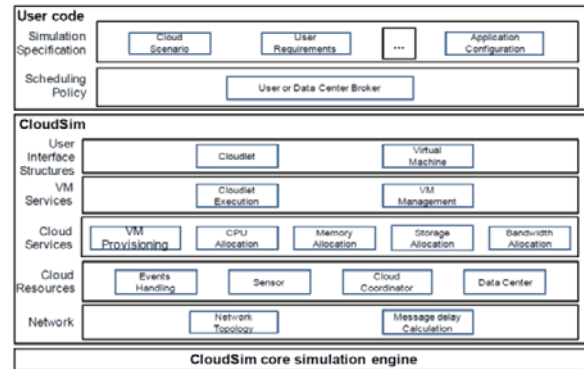 User code
Simulation
Specification
Cloud
Scenario
User
Requirements
...
Application
Configuration
Scheduling
Policy
User or Data Center Broker
CloudSim
User
Interface
Structures
Cloudlet
Virtual
Machine
VM
Services
Cloudlet
Execution
VM
Management
Cloud
Services
VM
Provisioning
CPU
Allocation
Memory
Allocation
Storage
Allocation
Bandwidth
Allocation
Cloud
Resources
Events
Handling
Sensor
Cloud
Coordinator
Data Center
Network
Network
Topology
Message delay
Calculation
CloudSim core simulation engine